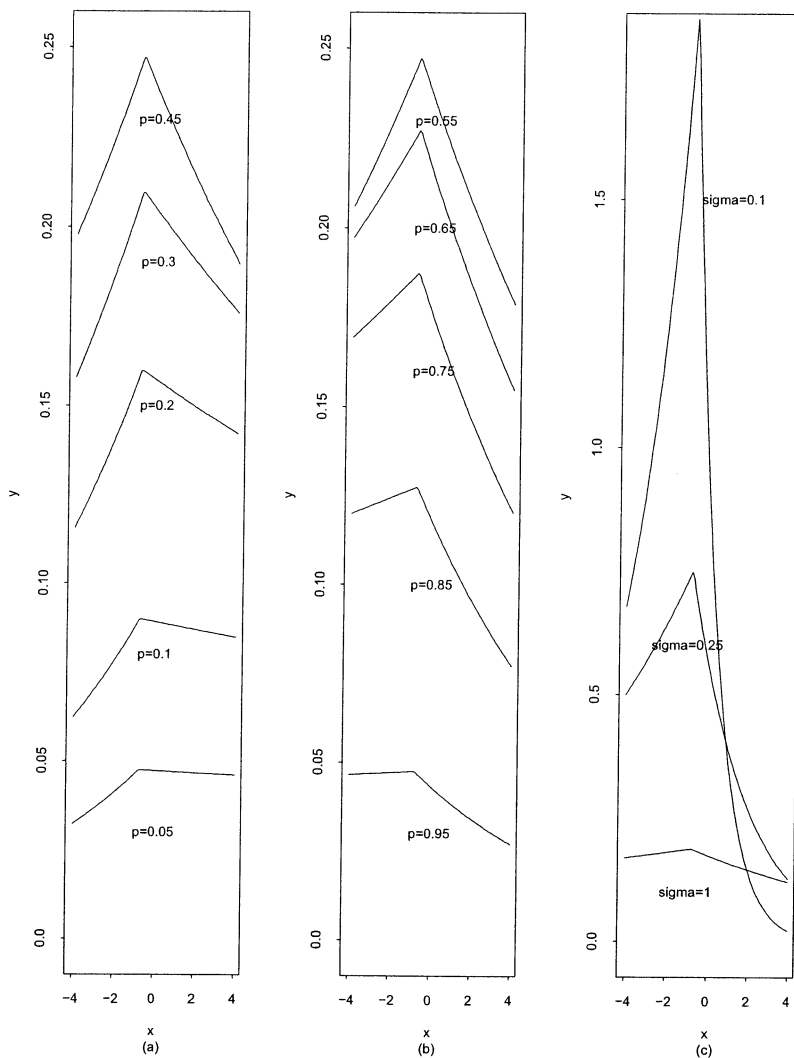 0.25
0.20
0.15
0.10
0.05
0.0
y
p=0.45
p=0.3
p=0.2
p=0.1
p=0.05
−4 −2 0 2 4
x
(a)
0.25
0.20
0.15
0.10
0.05
0.0
y
p=0.55
p=0.65
p=0.75
p=0.85
p=0.95
−4 −2 0 2 4
x
(b)
1.5
1.0
0.5
0.0
y
sigma=0.1
sigma=0.25
sigma=1
−4 −2 0 2 4
x
(c)